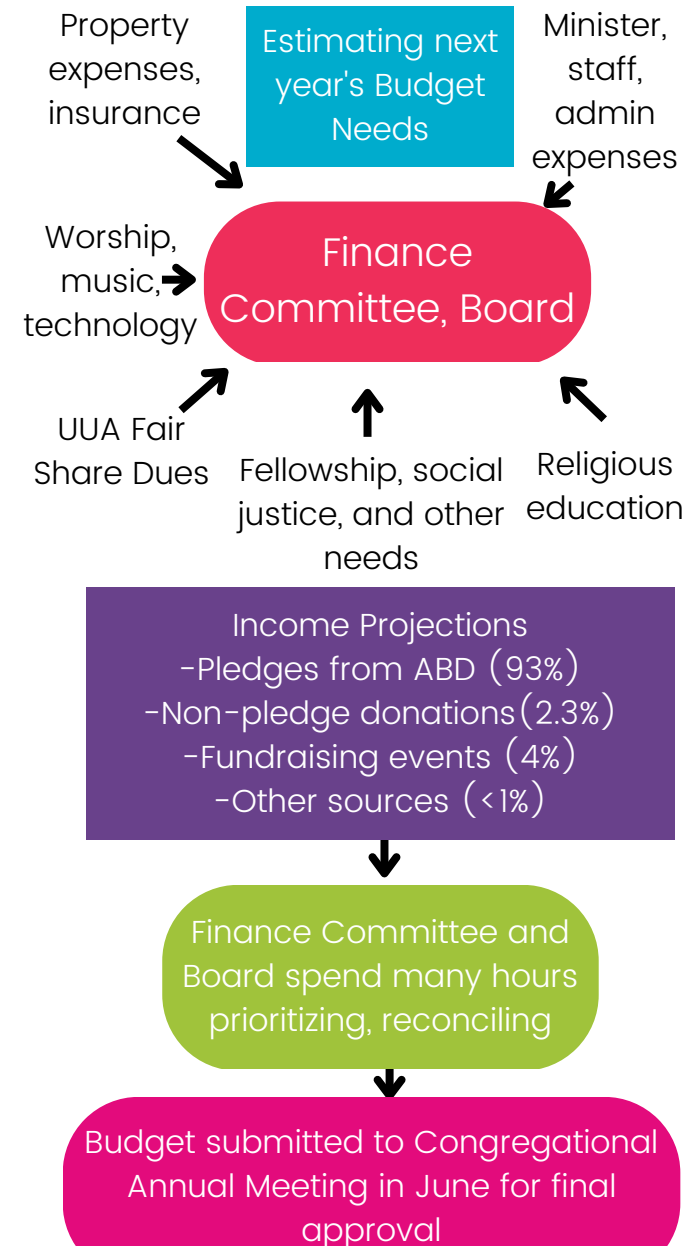 Property
expenses,
insurance
Estimating next
year's Budget
Needs
Minister,
staff,
admin
expenses
Worship,
music,
technology
Finance
Committee, Board
UUA Fair
Share Dues
Fellowship, social
justice, and other
needs
Religious
education
Income Projections
-Pledges from ABD (93%)
-Non-pledge donations(2.3%)
-Fundraising events (4%)
-Other sources (<1%)
Finance Committee and
Board spend many hours
prioritizing, reconciling
Budget submitted to Congregational
Annual Meeting in June for final
approval